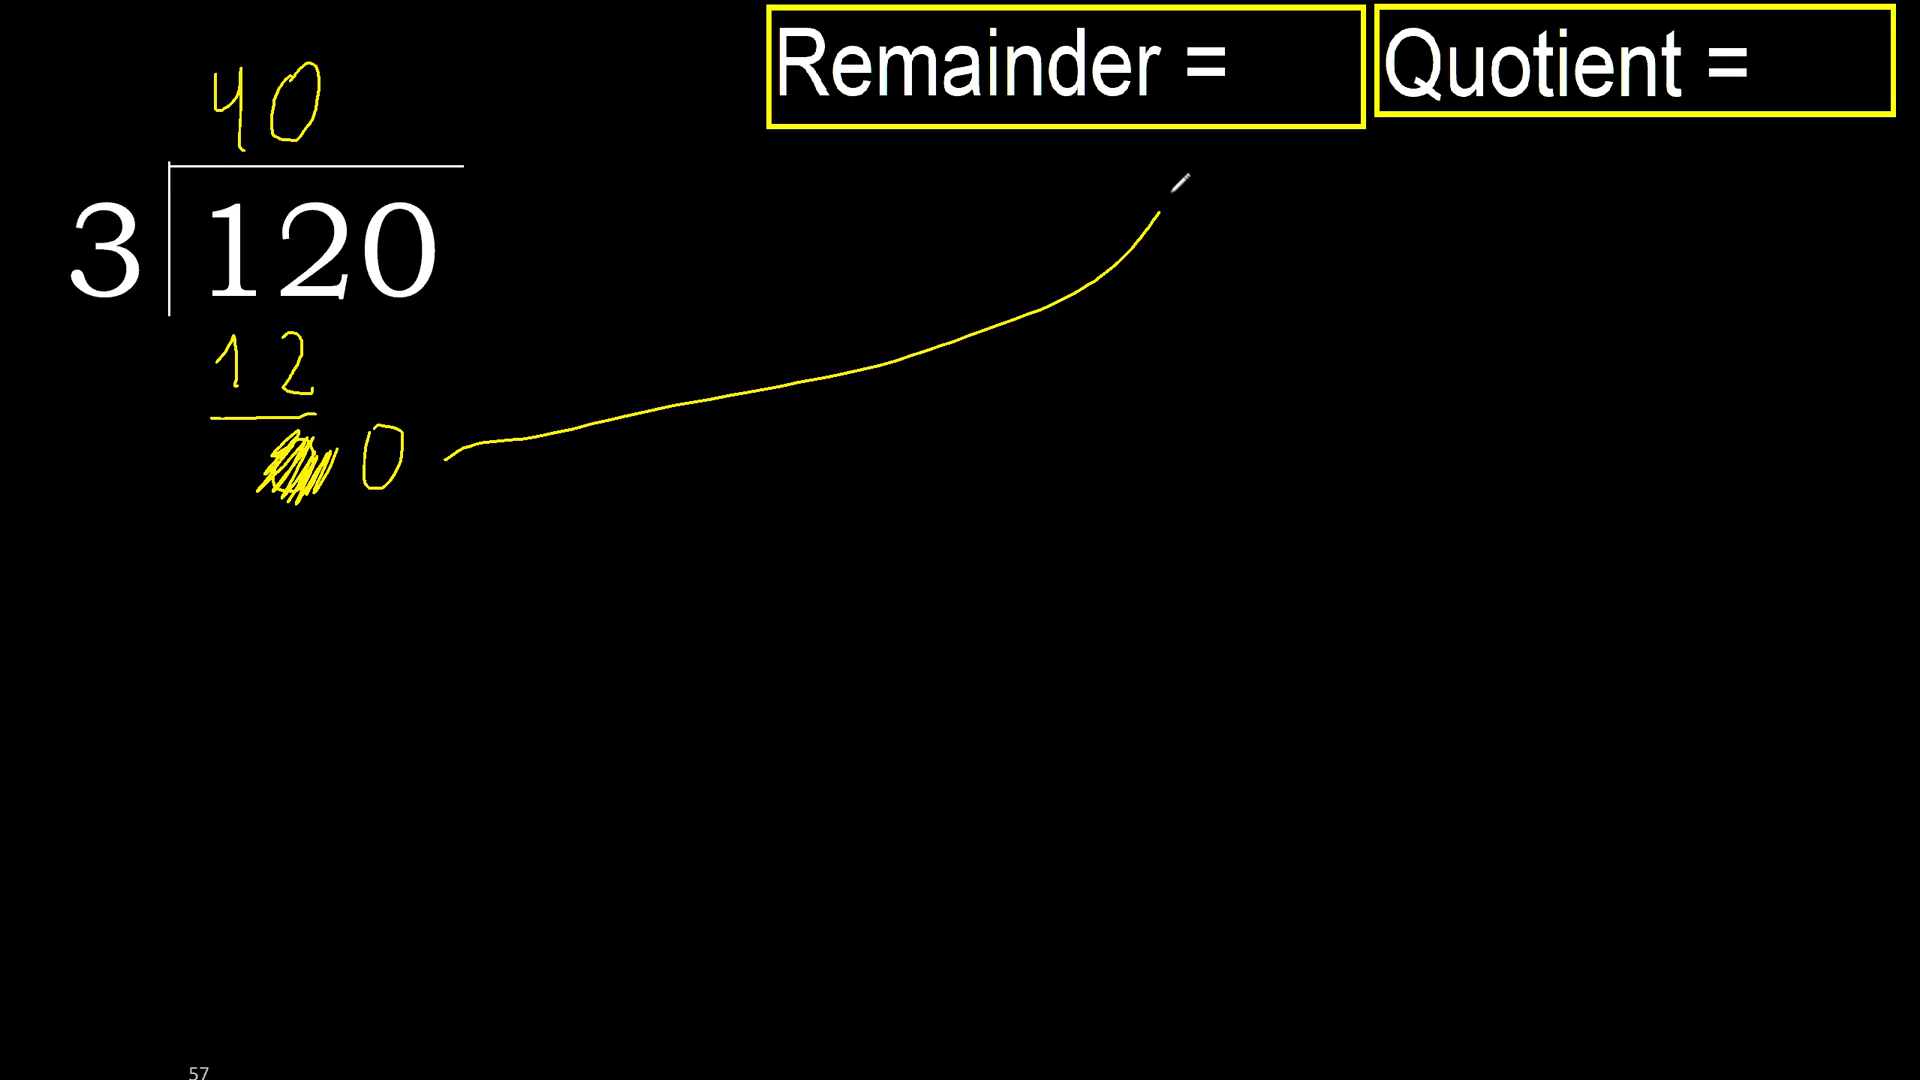 Remainder =
Quotient =
40
3 120
12
0
57